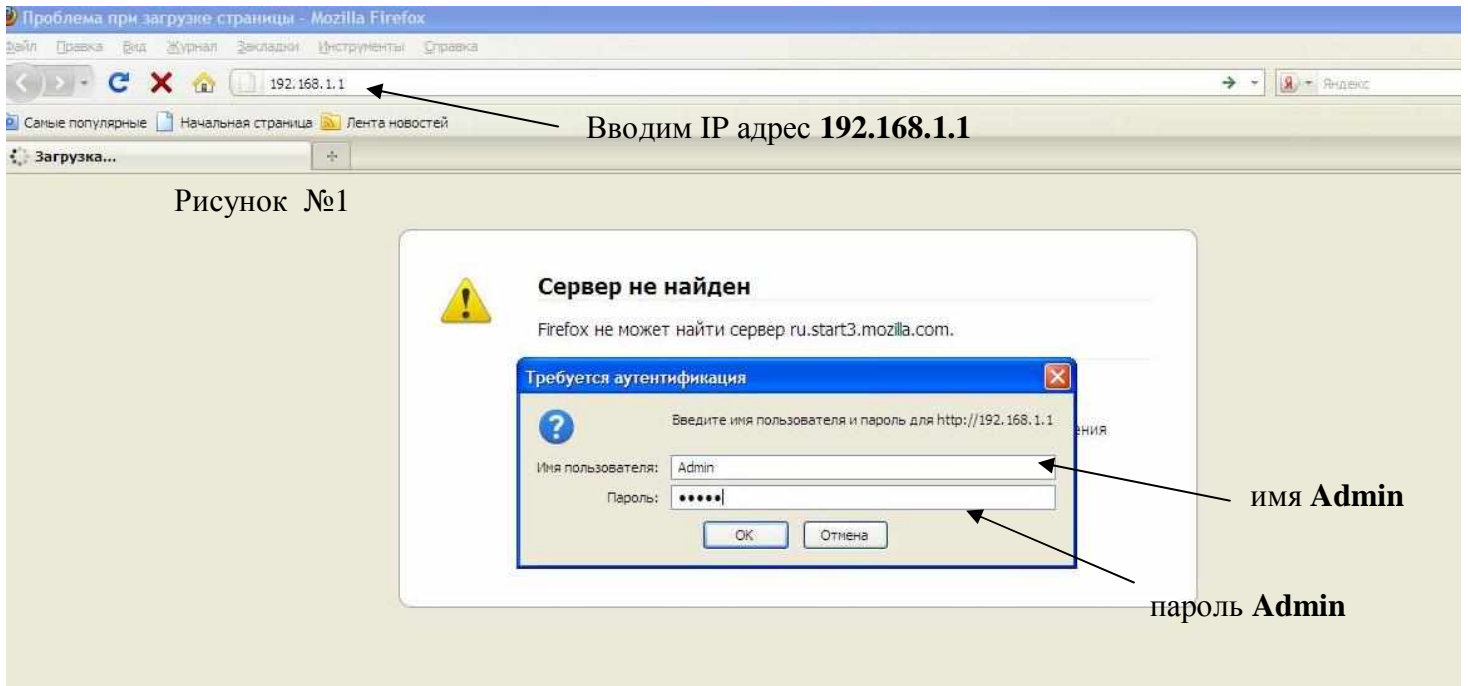 Проблема при загрузке страницы - Mozilla Firefox
Файл Правка Вид Журнал Закладки Инструменты Справка
192.168.1.1
Яндекс
Самые популярные Начальная страница Лента новостей
Вводим IP адрес 192.168.1.1
Загрузка...
Рисунок №1
Сервер не найден
Firefox не может найти сервер ru.start3.mozilla.com.
Требуется аутентификация
Введите имя пользователя и пароль для http://192.168.1.1
ения
Имя пользователя: Admin
Пароль: •••••
имя Admin
OK Отмена
пароль Admin